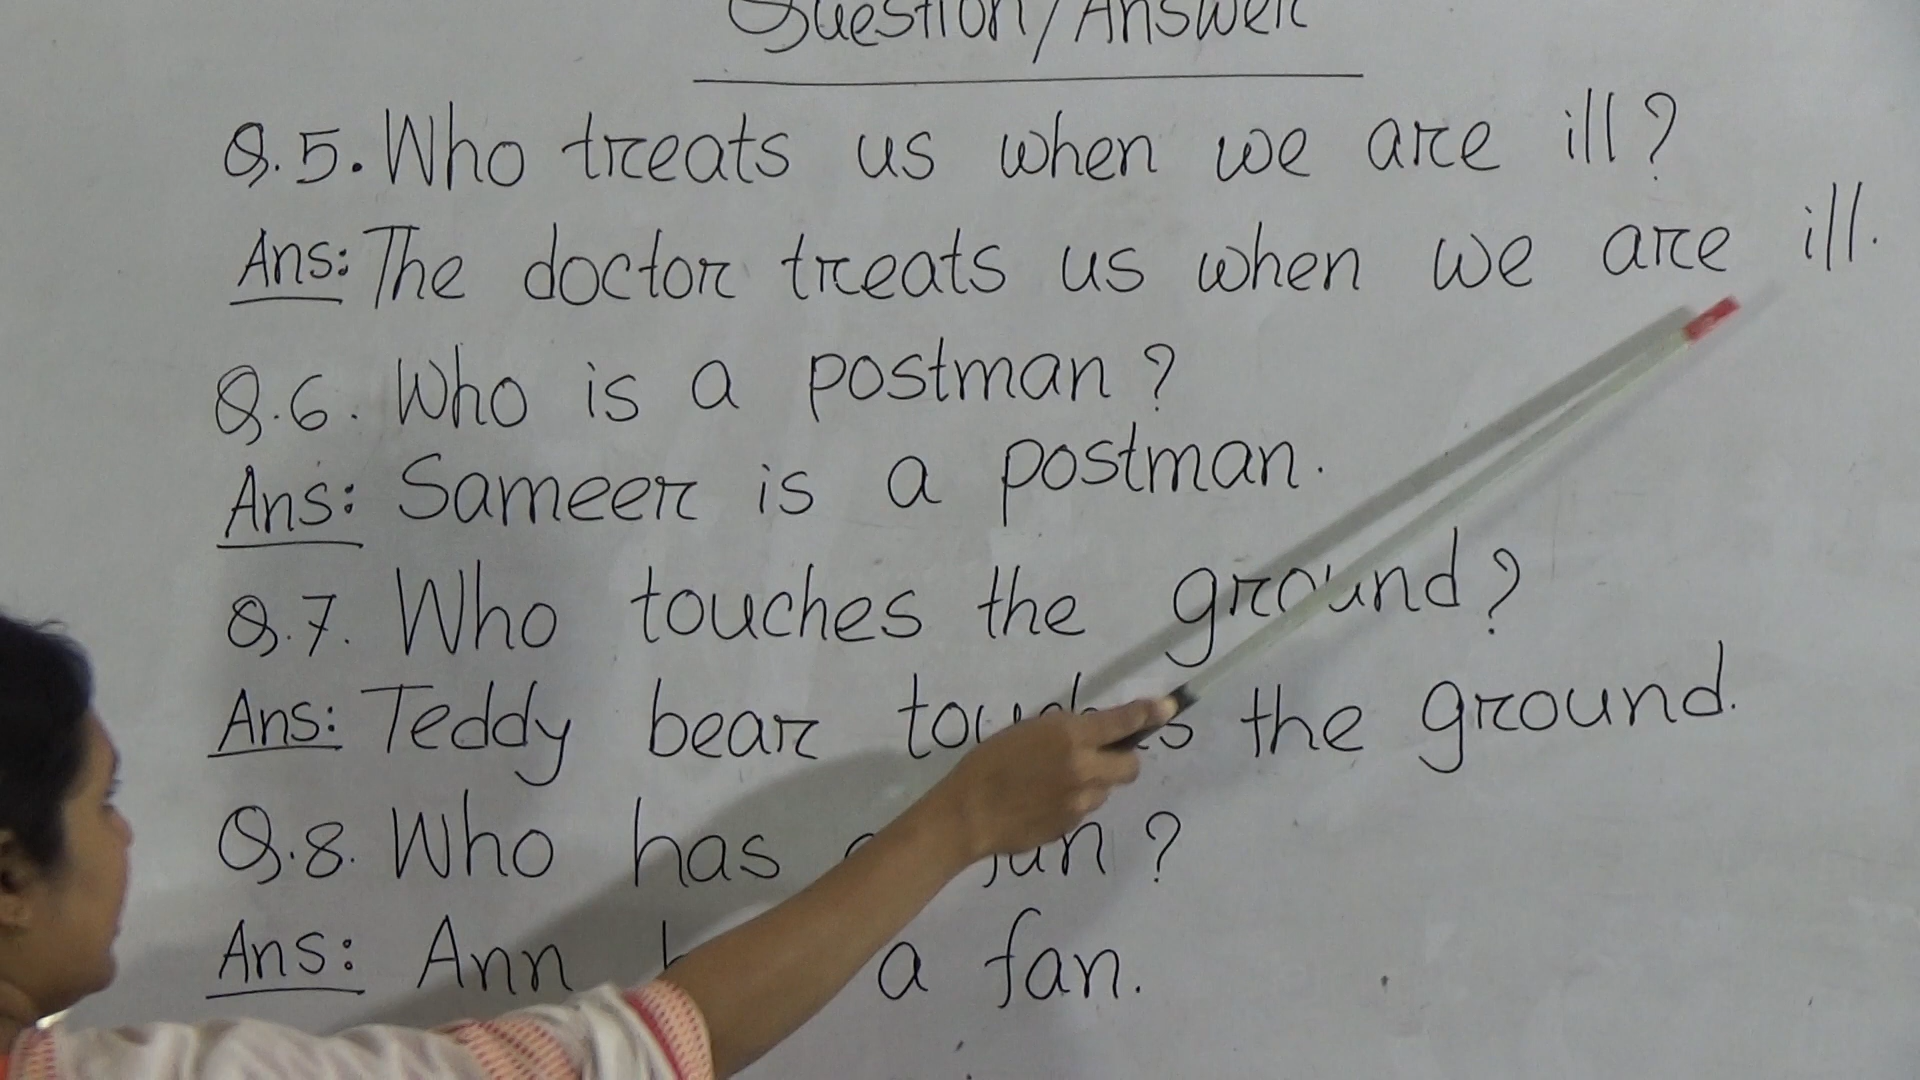 Question/Answer
Q.5. Who treats us when we are ill?
Ans: The doctor treats us when we are ill.
Q.6. Who is a postman?
Ans: Sameer is a postman.
Q.7. Who touches the ground?
Ans: Teddy bear touches the ground.
Q.8. Who has a fan?
Ans: Ann a fan.